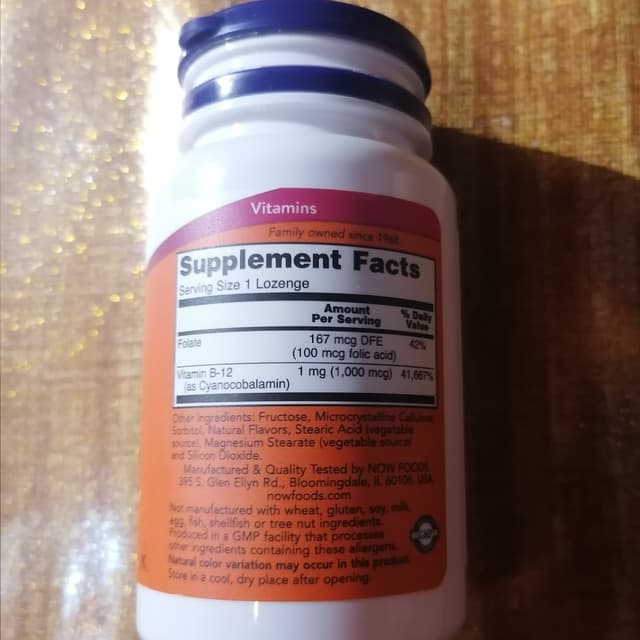 Vitamins
Family owned since 1968
Supplement Facts
Serving Size 1 Lozenge
Amount Per Serving % Daily Value
Folate 167 mcg DFE (100 mcg folic acid) 42%
Vitamin B-12 (as Cyanocobalamin) 1 mg (1,000 mcg) 41,667%
Other ingredients: Fructose, Microcrystalline Cellulose,
Sorbitol, Natural Flavors, Stearic Acid (vegetable
source), Magnesium Stearate (vegetable source)
and Silicon Dioxide.
Manufactured & Quality Tested by NOW FOODS
395 S. Glen Ellyn Rd., Bloomingdale, IL 60108, USA
nowfoods.com
Not manufactured with wheat, gluten, soy, milk,
egg, fish, shellfish or tree nut ingredients.
Produced in a GMP facility that processes
other ingredients containing these allergens.
Natural color variation may occur in this product.
Store in a cool, dry place after opening.